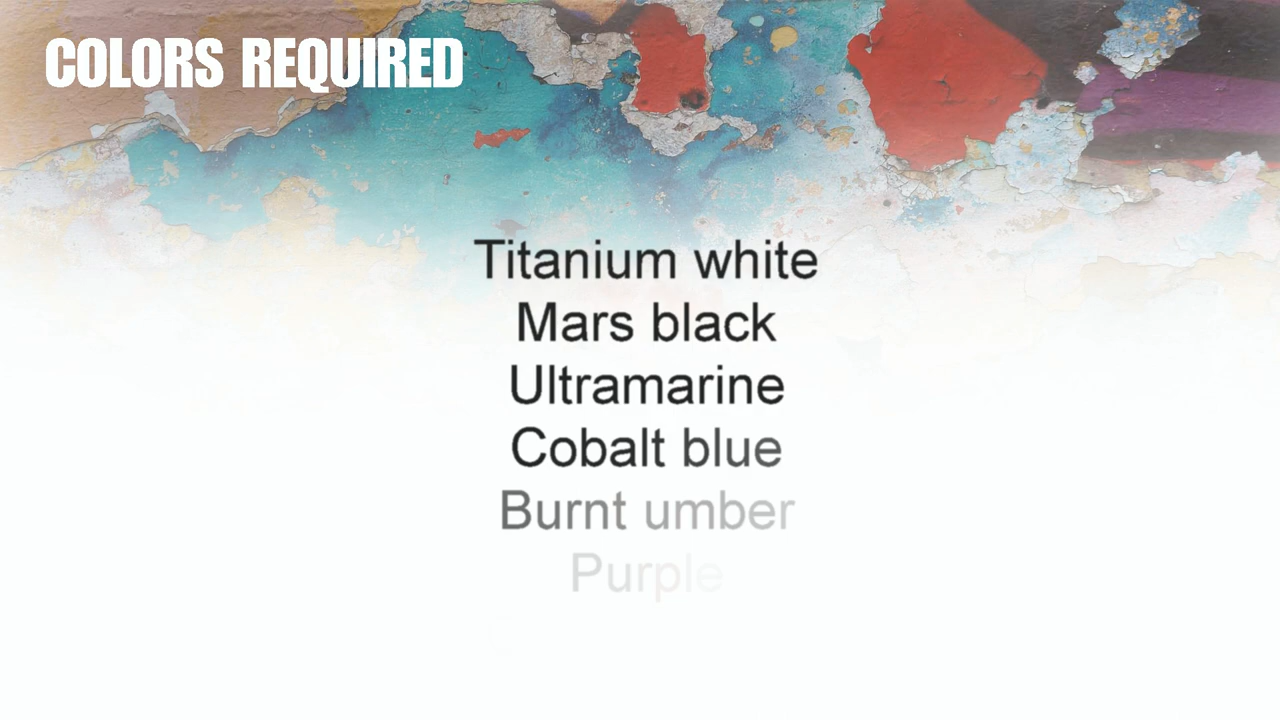 COLORS REQUIRED
Titanium white
Mars black
Ultramarine
Cobalt blue
Burnt umber
Purple